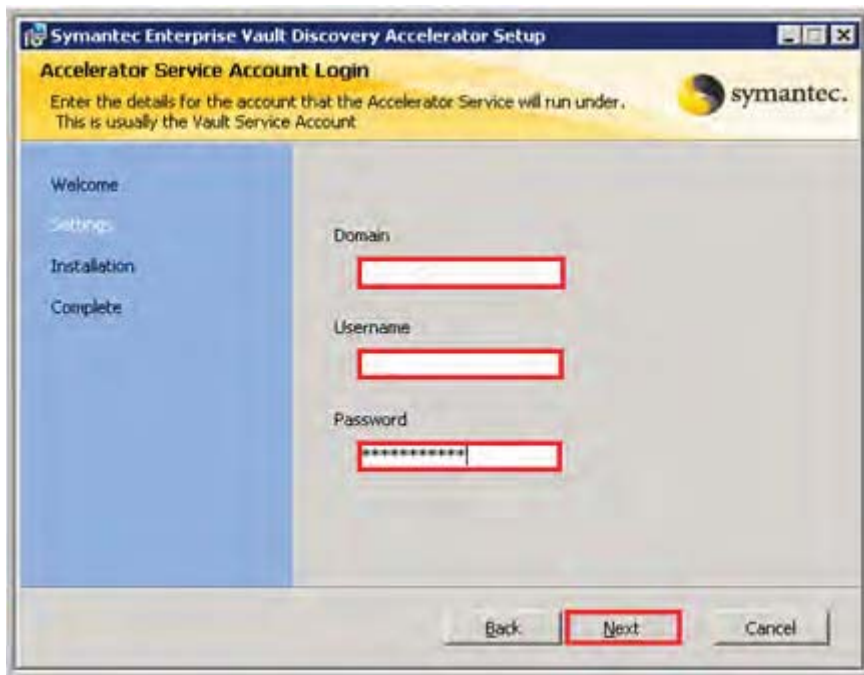 Symantec Enterprise Vault Discovery Accelerator Setup
Accelerator Service Account Login
Enter the details for the account that the Accelerator Service will run under.
This is usually the Vault Service Account
symantec.
Welcome
Settings
Installation
Complete
Domain
Username
Password
***********
Back
Next
Cancel